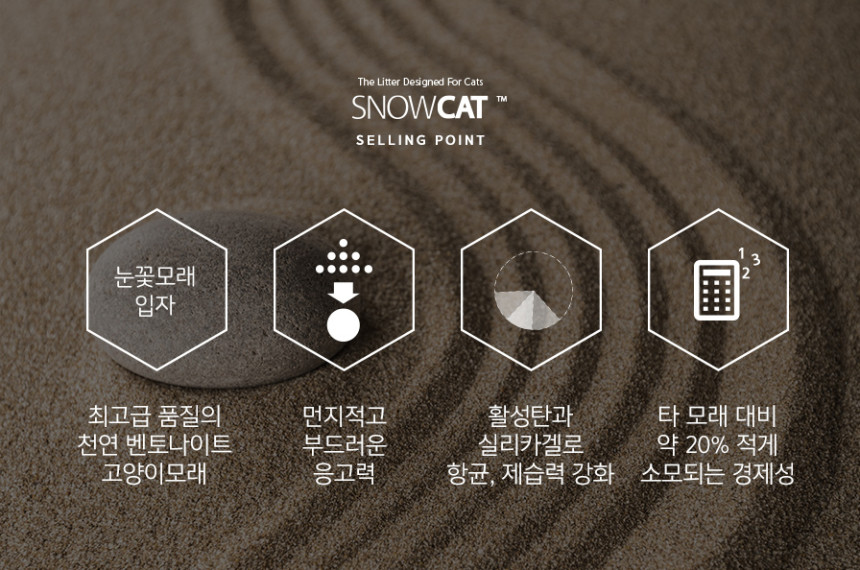 The Litter Designed For Cats
SNOWCAT ™
SELLING POINT
눈꽃모래
입자
1
3
2
최고급 품질의
천연 벤토나이트
고양이모래
먼지적고
부드러운
응고력
활성탄과
실리카겔로
항균, 제습력 강화
타 모래 대비
약 20% 적게
소모되는 경제성